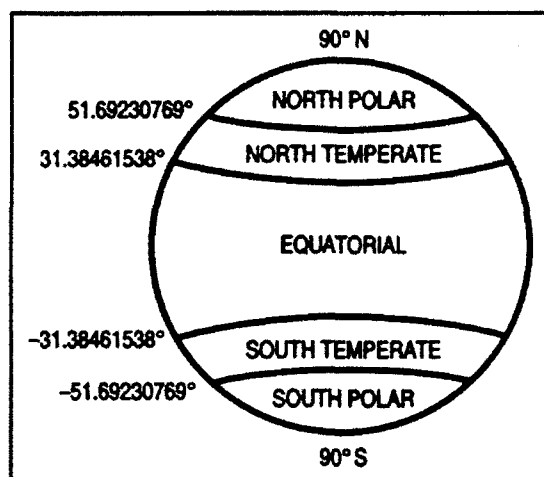 90° N
NORTH POLAR
51.69230769°
NORTH TEMPERATE
31.38461538°
EQUATORIAL
–31.38461538°
SOUTH TEMPERATE
–51.69230769°
SOUTH POLAR
90° S